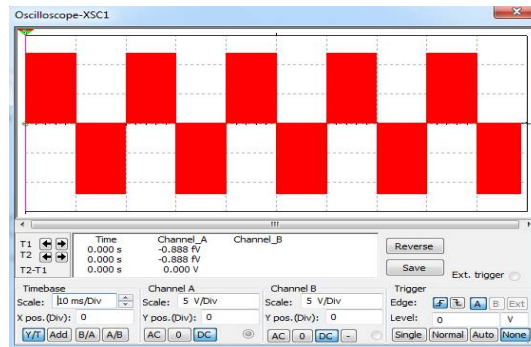 Oscilloscope-XSC1
Time Channel_A Channel_B
T1 0.000 s -0.888 fV
T2 0.000 s -0.888 fV
T2-T1 0.000 s 0.000 V
Reverse
Save
Ext. trigger
Timebase Channel A Channel B Trigger
Scale: 10 ms/Div Scale: 5 V/Div Scale: 5 V/Div Edge: A B Ext
X pos.(Div): 0 Y pos.(Div): 0 Y pos.(Div): 0 Level: 0 V
Y/T Add B/A A/B AC 0 DC AC 0 DC - Single Normal Auto None